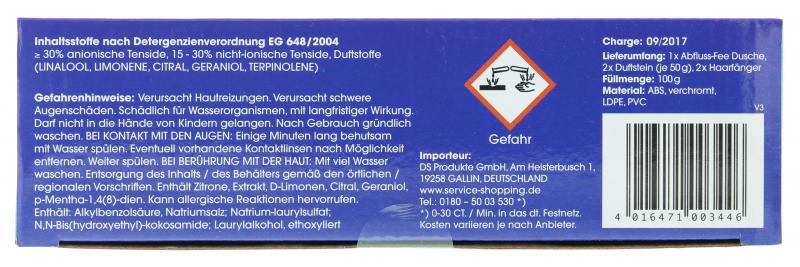 Inhaltsstoffe nach Detergenzienverordnung EG 648/2004
≥ 30% anionische Tenside, 15 - 30% nicht-ionische Tenside, Duftstoffe
(LINALOOL, LIMONENE, CITRAL, GERANIOL, TERPINOLENE)
Gefahrenhinweise: Verursacht Hautreizungen. Verursacht schwere
Augenschäden. Schädlich für Wasserorganismen, mit langfristiger Wirkung.
Darf nicht in die Hände von Kindern gelangen. Nach Gebrauch gründlich
waschen. BEI KONTAKT MIT DEN AUGEN: Einige Minuten lang behutsam
mit Wasser spülen. Eventuell vorhandene Kontaktlinsen nach Möglichkeit
entfernen. Weiter spülen. BEI BERÜHRUNG MIT DER HAUT: Mit viel Wasser
waschen. Entsorgung des Inhalts / des Behälters gemäß den örtlichen /
regionalen Vorschriften. Enthält Zitrone, Extrakt, D-Limonen, Citral, Geraniol,
p-Mentha-1,4(8)-dien. Kann allergische Reaktionen hervorrufen.
Enthält: Alkylbenzolsäure, Natriumsalz; Natrium-laurylsulfat;
N,N-Bis(hydroxyethyl)-kokosamide; Laurylalkohol, ethoxyliert
Gefahr
Importeur:
DS Produkte GmbH, Am Heisterbusch 1,
19258 GALLIN, DEUTSCHLAND
www.service-shopping.de
Tel.: 0180 - 50 03 530 *)
*) 0-30 CT. / Min. in das dt. Festnetz.
Kosten variieren je nach Anbieter.
Charge: 09/2017
Lieferumfang: 1x Abfluss-Fee Dusche,
2x Duftstein (je 50g), 2x Haarfänger
Füllmenge: 100g
Material: ABS, verchromt,
LDPE, PVC
V3
4 016471 003446